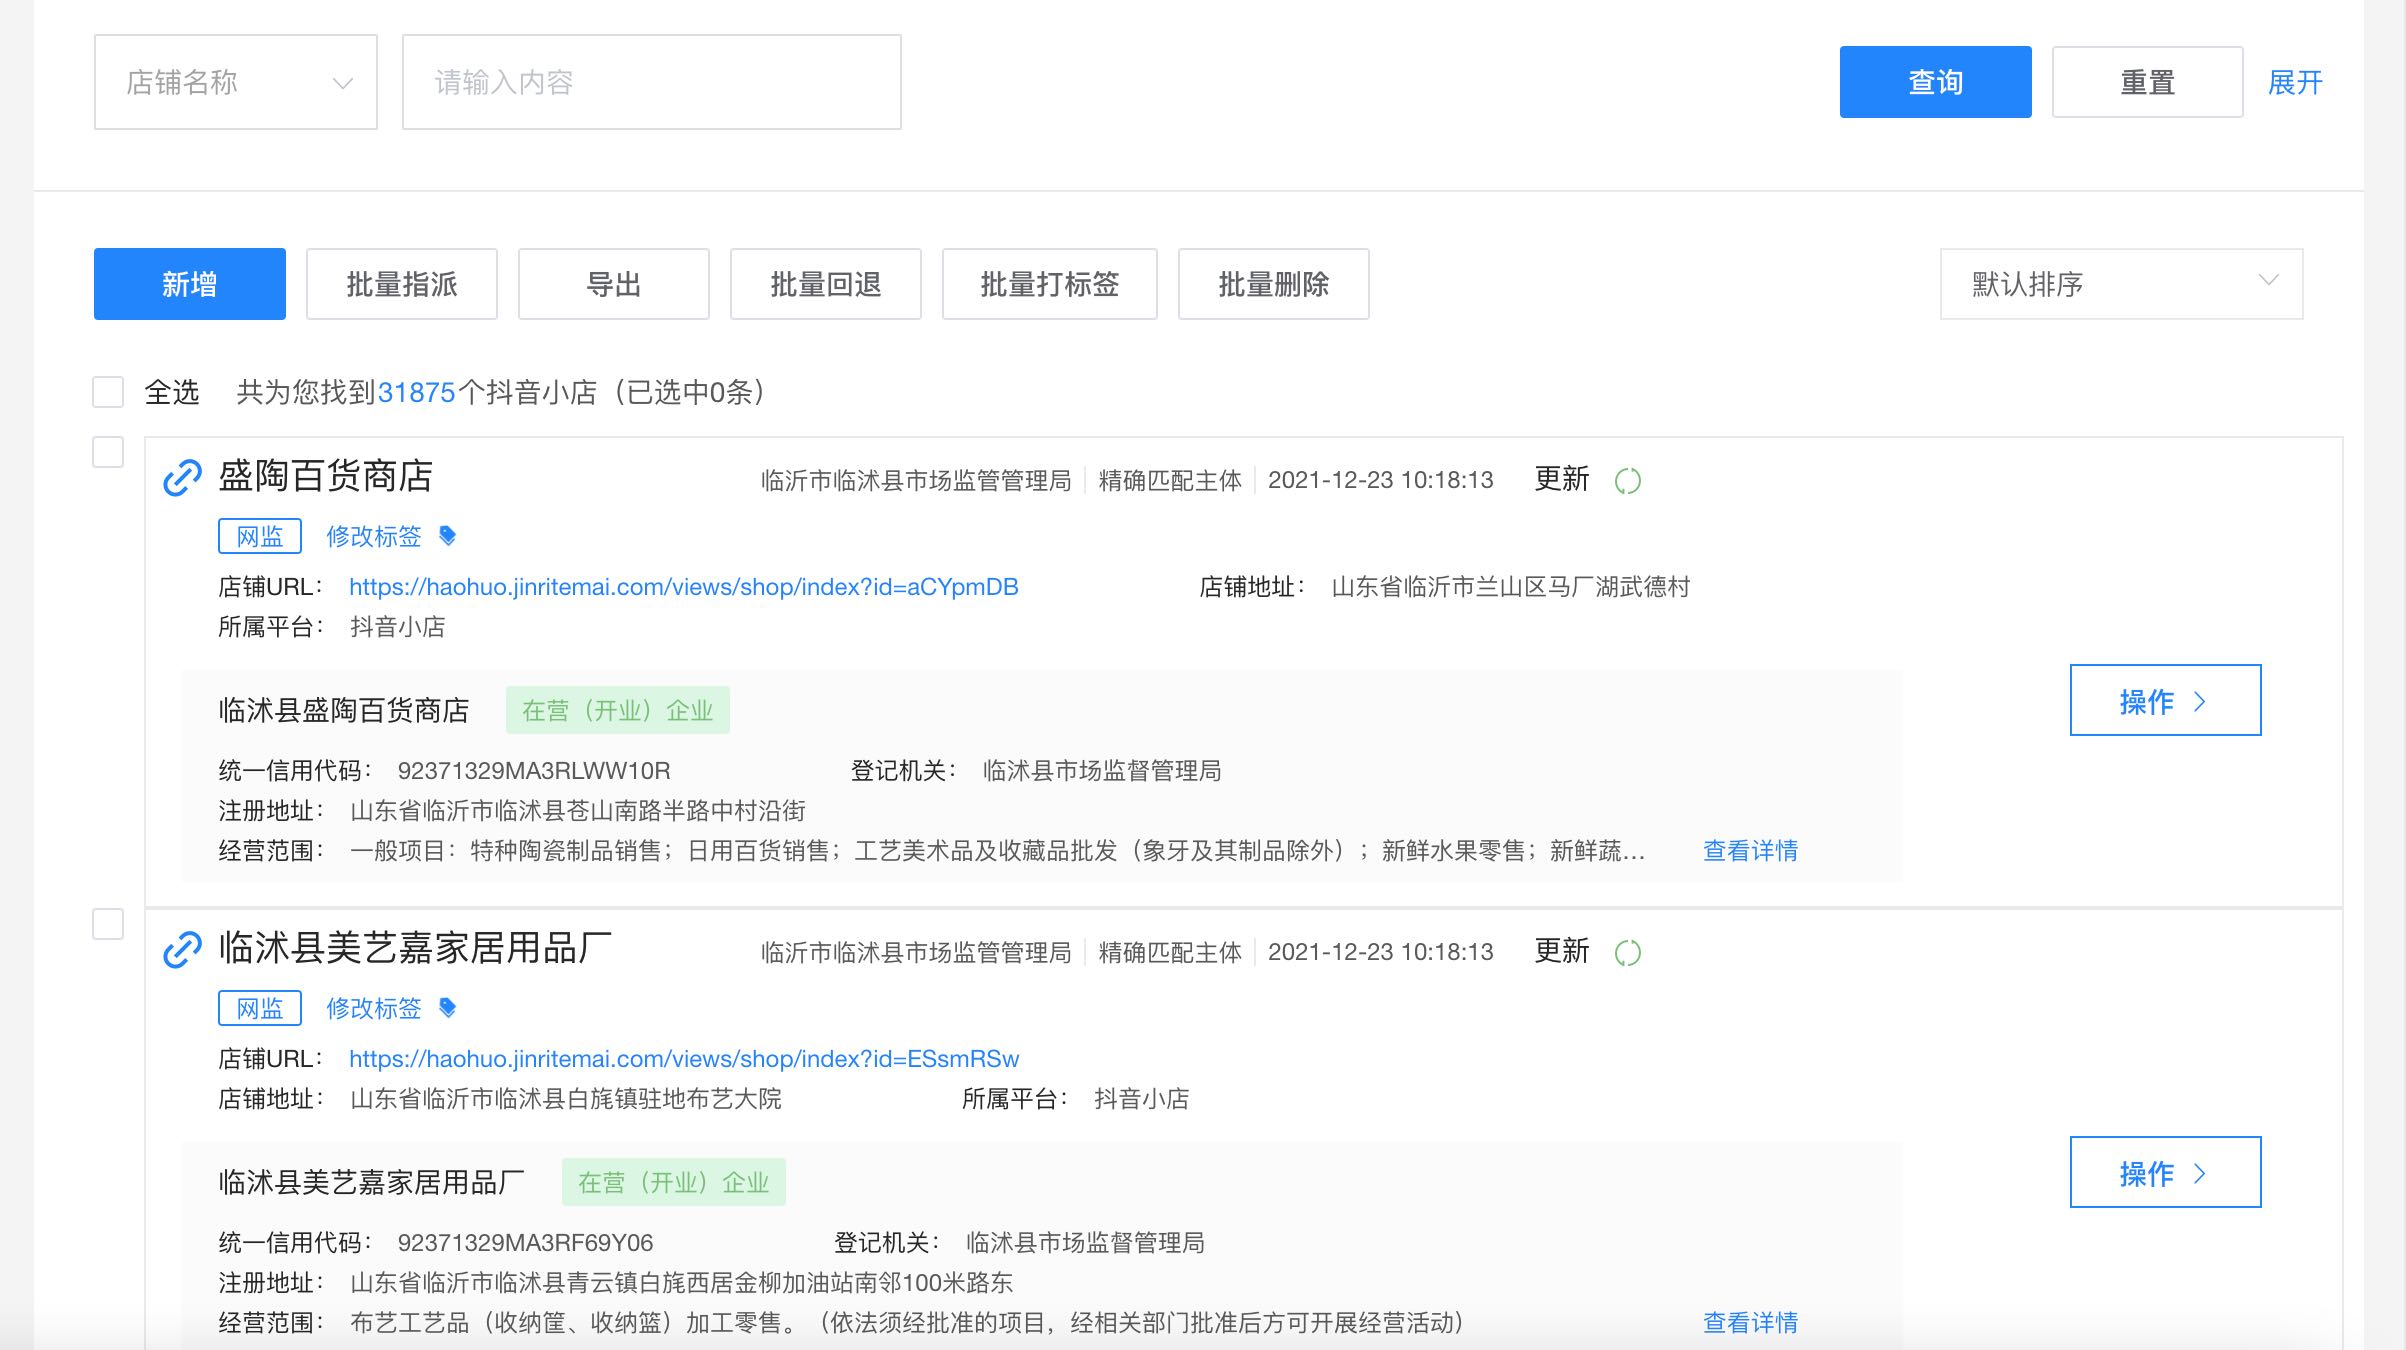 店铺名称 请输入内容 查询 重置 展开
新增 批量指派 导出 批量回退 批量打标签 批量删除 默认排序
全选 共为您找到31875个抖音小店（已选中0条）
盛陶百货商店 临沂市临沭县市场监管管理局 精确匹配主体 2021-12-23 10:18:13 更新
网监 修改标签
店铺URL： https://haohuo.jinritemai.com/views/shop/index?id=aCYpmDB 店铺地址： 山东省临沂市兰山区马厂湖武德村
所属平台： 抖音小店
临沭县盛陶百货商店 在营（开业）企业
操作
统一信用代码： 92371329MA3RLWW10R 登记机关： 临沭县市场监督管理局
注册地址： 山东省临沂市临沭县苍山南路半路中村沿街
经营范围： 一般项目：特种陶瓷制品销售；日用百货销售；工艺美术品及收藏品批发（象牙及其制品除外）；新鲜水果零售；新鲜蔬... 查看详情
临沭县美艺嘉家居用品厂 临沂市临沭县市场监管管理局 精确匹配主体 2021-12-23 10:18:13 更新
网监 修改标签
店铺URL： https://haohuo.jinritemai.com/views/shop/index?id=ESsmRSw
店铺地址： 山东省临沂市临沭县白旄镇驻地布艺大院 所属平台： 抖音小店
临沭县美艺嘉家居用品厂 在营（开业）企业
操作
统一信用代码： 92371329MA3RF69Y06 登记机关： 临沭县市场监督管理局
注册地址： 山东省临沂市临沭县青云镇白旄西居金柳加油站南邻100米路东
经营范围： 布艺工艺品（收纳筐、收纳篮）加工零售。（依法须经批准的项目，经相关部门批准后方可开展经营活动） 查看详情